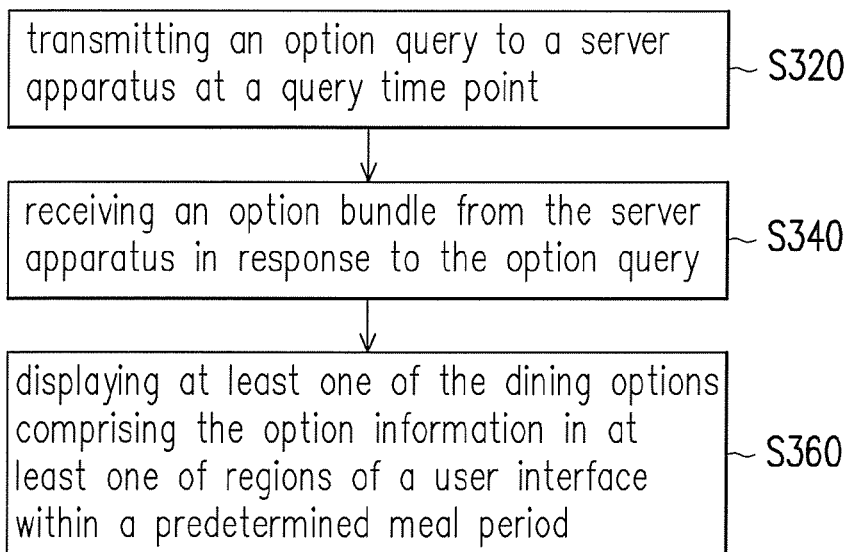 transmitting an option query to a server
apparatus at a query time point
S320
receiving an option bundle from the server
apparatus in response to the option query
S340
displaying at least one of the dining options
comprising the option information in at
least one of regions of a user interface
within a predetermined meal period
S360